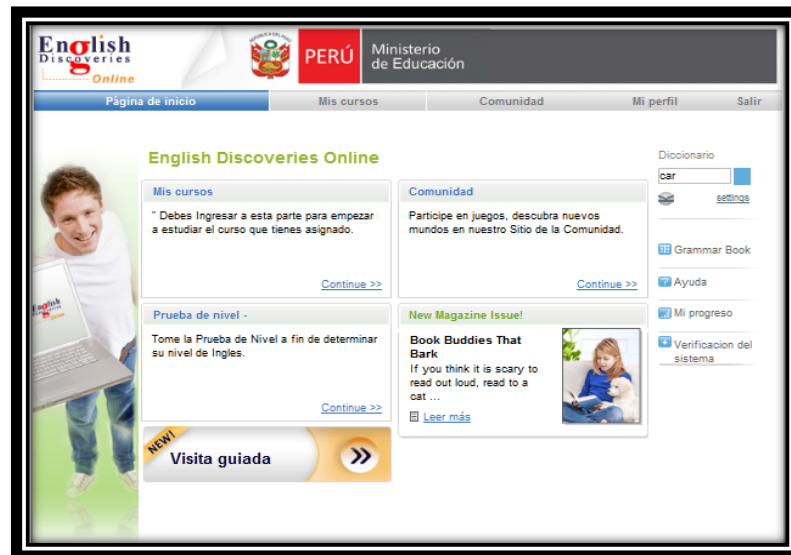 English
Discoveries
Online
PERÚ
Ministerio
de Educación
Página de inicio
Mis cursos
Comunidad
Mi perfil
Salir
English Discoveries Online
Mis cursos
" Debes Ingresar a esta parte para empezar
a estudiar el curso que tienes asignado.
Continue >>
Comunidad
Participe en juegos, descubra nuevos
mundos en nuestro Sitio de la Comunidad.
Continue >>
Prueba de nivel -
Tome la Prueba de Nivel a fin de determinar
su nivel de Ingles.
Continue >>
New Magazine Issue!
Book Buddies That
Bark
If you think it is scary to
read out loud, read to a
cat ...
Leer más
NEW!
Visita guiada
Diccionario
car
settings
Grammar Book
Ayuda
Mi progreso
Verificacion del
sistema
English